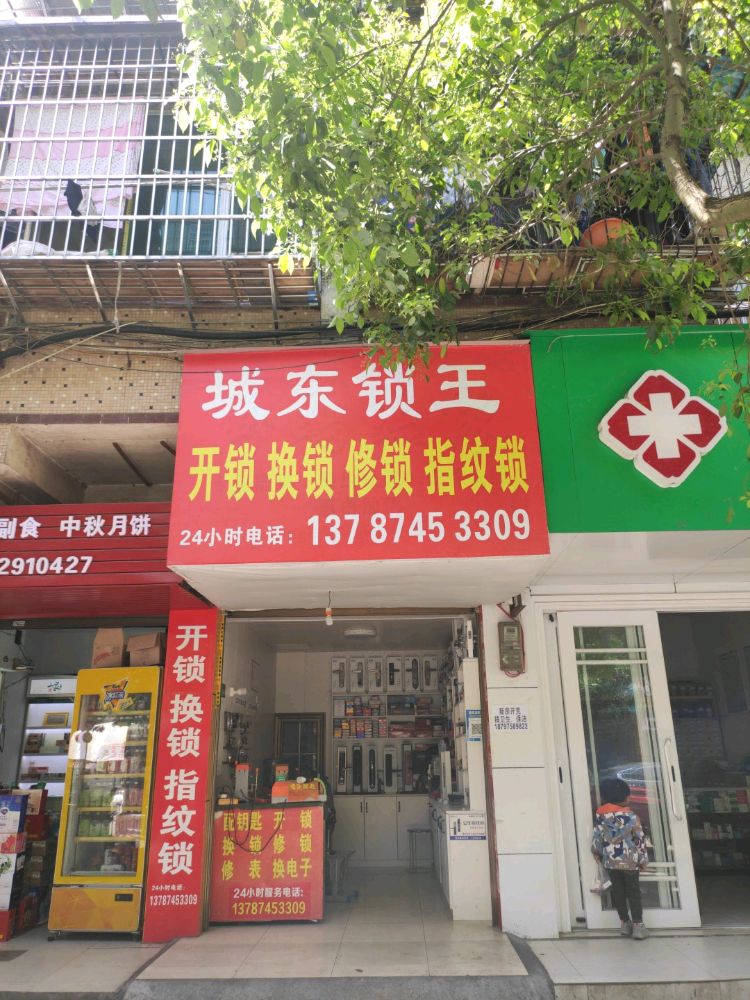 城东锁王
开锁 换锁 修锁 指纹锁
24小时电话：13787453309
副食 中秋月饼
2910427
开锁 换锁 指纹锁
24小时电话：
13787453309
配钥匙 开锁
换锁 修锁
修表 换电子
24小时服务电话：
13787453309